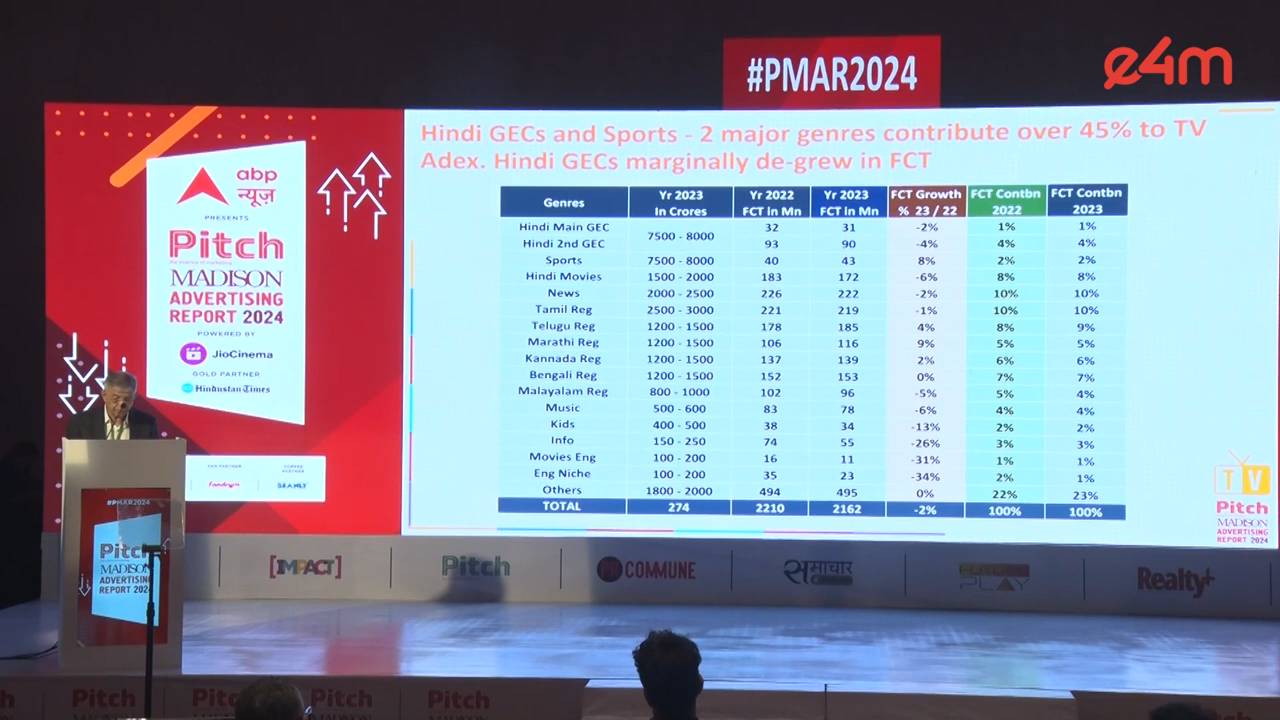 #PMAR2024
e4m
abp
न्यूज़
PRESENTS
Pitch
MADISON
ADVERTISING
REPORT 2024
POWERED BY
JioCinema
GOLD PARTNER
Hindustan Times
Hindi GECs and Sports - 2 major genres contribute over 45% to TV
Adex. Hindi GECs marginally de-grew in FCT
Genres Yr 2023 In Crores Yr 2022 FCT in Mn Yr 2023 FCT in Mn FCT Growth % 23 / 22 FCT Contbn 2022 FCT Contbn 2023
Hindi Main GEC 7500 - 8000 32 31 -2% 1% 1%
Hindi 2nd GEC 93 90 -4% 4% 4%
Sports 7500 - 8000 40 43 8% 2% 2%
Hindi Movies 1500 - 2000 183 172 -6% 8% 8%
News 2000 - 2500 226 222 -2% 10% 10%
Tamil Reg 2500 - 3000 221 219 -1% 10% 10%
Telugu Reg 1200 - 1500 178 185 4% 8% 9%
Marathi Reg 1200 - 1500 106 116 9% 5% 5%
Kannada Reg 1200 - 1500 137 139 2% 6% 6%
Bengali Reg 1200 - 1500 152 153 0% 7% 7%
Malayalam Reg 800 - 1000 102 96 -5% 5% 4%
Music 500 - 600 83 78 -6% 4% 4%
Kids 400 - 500 38 34 -13% 2% 2%
Info 150 - 250 74 55 -26% 3% 3%
Movies Eng 100 - 200 16 11 -31% 1% 1%
Eng Niche 100 - 200 35 23 -34% 2% 1%
Others 1800 - 2000 494 495 0% 22% 23%
TOTAL 274 2210 2162 -2% 100% 100%
TV
Pitch
MADISON
ADVERTISING
REPORT 2024
#PMAR2024
Pitch
MADISON
ADVERTISING
REPORT 2024
[IMPACT]
Pitch
COMMUNE
समाचार
PLAY
Realty+
Pitch
Pitch
Pitch